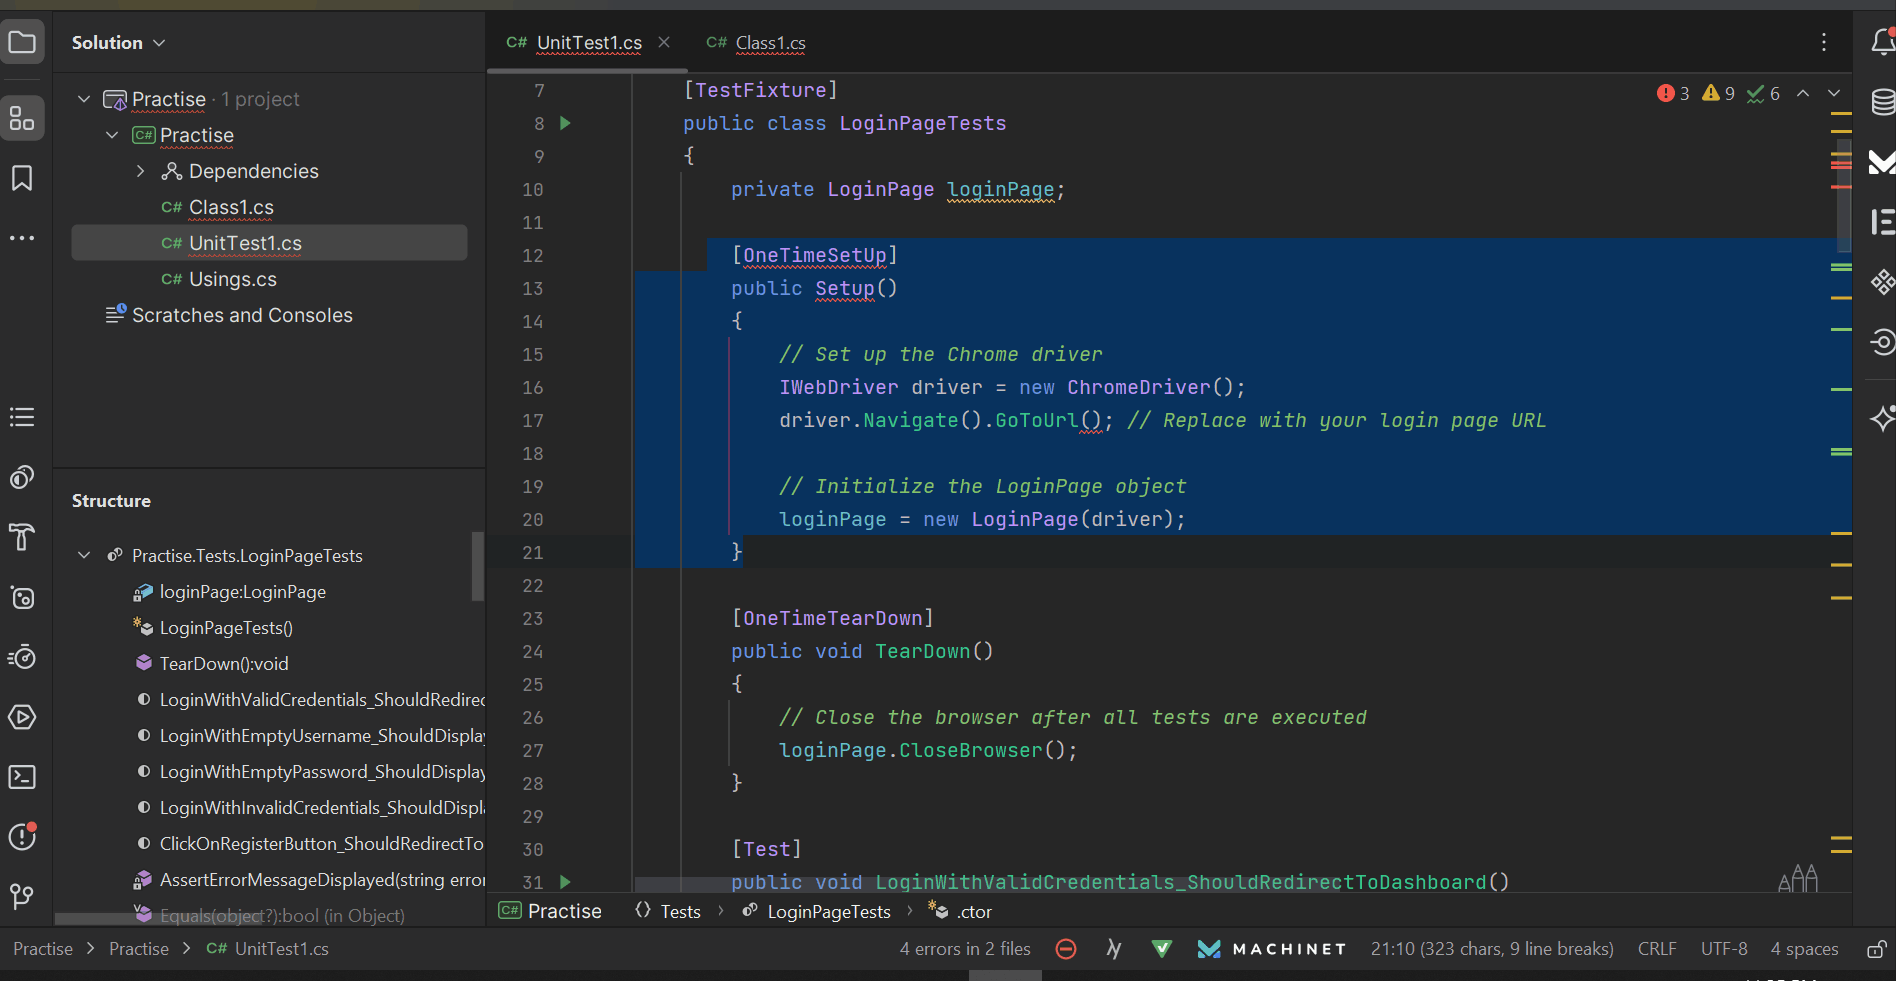 Solution
UnitTest1.cs
Class1.cs
Practise · 1 project
Practise
Dependencies
Class1.cs
UnitTest1.cs
Usings.cs
Scratches and Consoles
Structure
Practise.Tests.LoginPageTests
loginPage:LoginPage
LoginPageTests()
TearDown():void
LoginWithValidCredentials_ShouldRedirec
LoginWithEmptyUsername_ShouldDisplay
LoginWithEmptyPassword_ShouldDisplay
LoginWithInvalidCredentials_ShouldDispl
ClickOnRegisterButton_ShouldRedirectTo
AssertErrorMessageDisplayed(string error
Equals(object?):bool (in Object)
3 9 6
7 [TestFixture]
8 public class LoginPageTests
9 {
10 private LoginPage loginPage;
11
12 [OneTimeSetUp]
13 public Setup()
14 {
15 // Set up the Chrome driver
16 IWebDriver driver = new ChromeDriver();
17 driver.Navigate().GoToUrl(); // Replace with your login page URL
18
19 // Initialize the LoginPage object
20 loginPage = new LoginPage(driver);
21 }
22
23 [OneTimeTearDown]
24 public void TearDown()
25 {
26 // Close the browser after all tests are executed
27 loginPage.CloseBrowser();
28 }
29
30 [Test]
31 public void LoginWithValidCredentials_ShouldRedirectToDashboard()
C# Practise {} Tests > LoginPageTests > .ctor
Practise > Practise > C# UnitTest1.cs
4 errors in 2 files
MACHINET
21:10 (323 chars, 9 line breaks) CRLF UTF-8 4 spaces